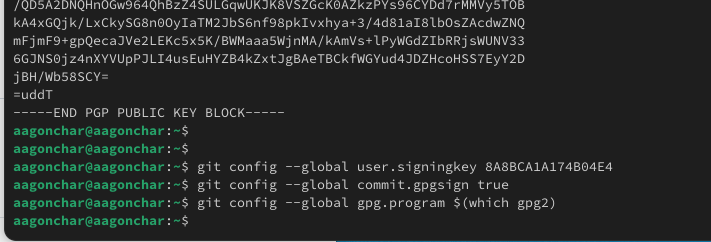 /QD5A2DNQHnOGw964QhBzZ4SULGqwUKJK8VSZGcK0AZkzPYs96CYDd7rMMVy5TOB
kA4xGQjk/LxCkySG8nOyIaTM2JbS6nf98pkIvxhya+3/4d81aI8lbOsZAcdwZNQ
mFjmF9+gpQecaJVe2LEKc5x5K/BWMaaa5WjnMA/kAmVs+lPyWGdZIbRRjsWUNV33
6GJNS0jz4nXYVUpPJLI4usEuHYZB4kZxtJgBAeTBCkfWGYud4JDZHcoHSS7EyY2D
jBH/Wb58SCY=
=uddT
-----END PGP PUBLIC KEY BLOCK-----
aagonchar@aagonchar:~$
aagonchar@aagonchar:~$
aagonchar@aagonchar:~$ git config --global user.signingkey 8A8BCA1A174B04E4
aagonchar@aagonchar:~$ git config --global commit.gpgsign true
aagonchar@aagonchar:~$ git config --global gpg.program $(which gpg2)
aagonchar@aagonchar:~$